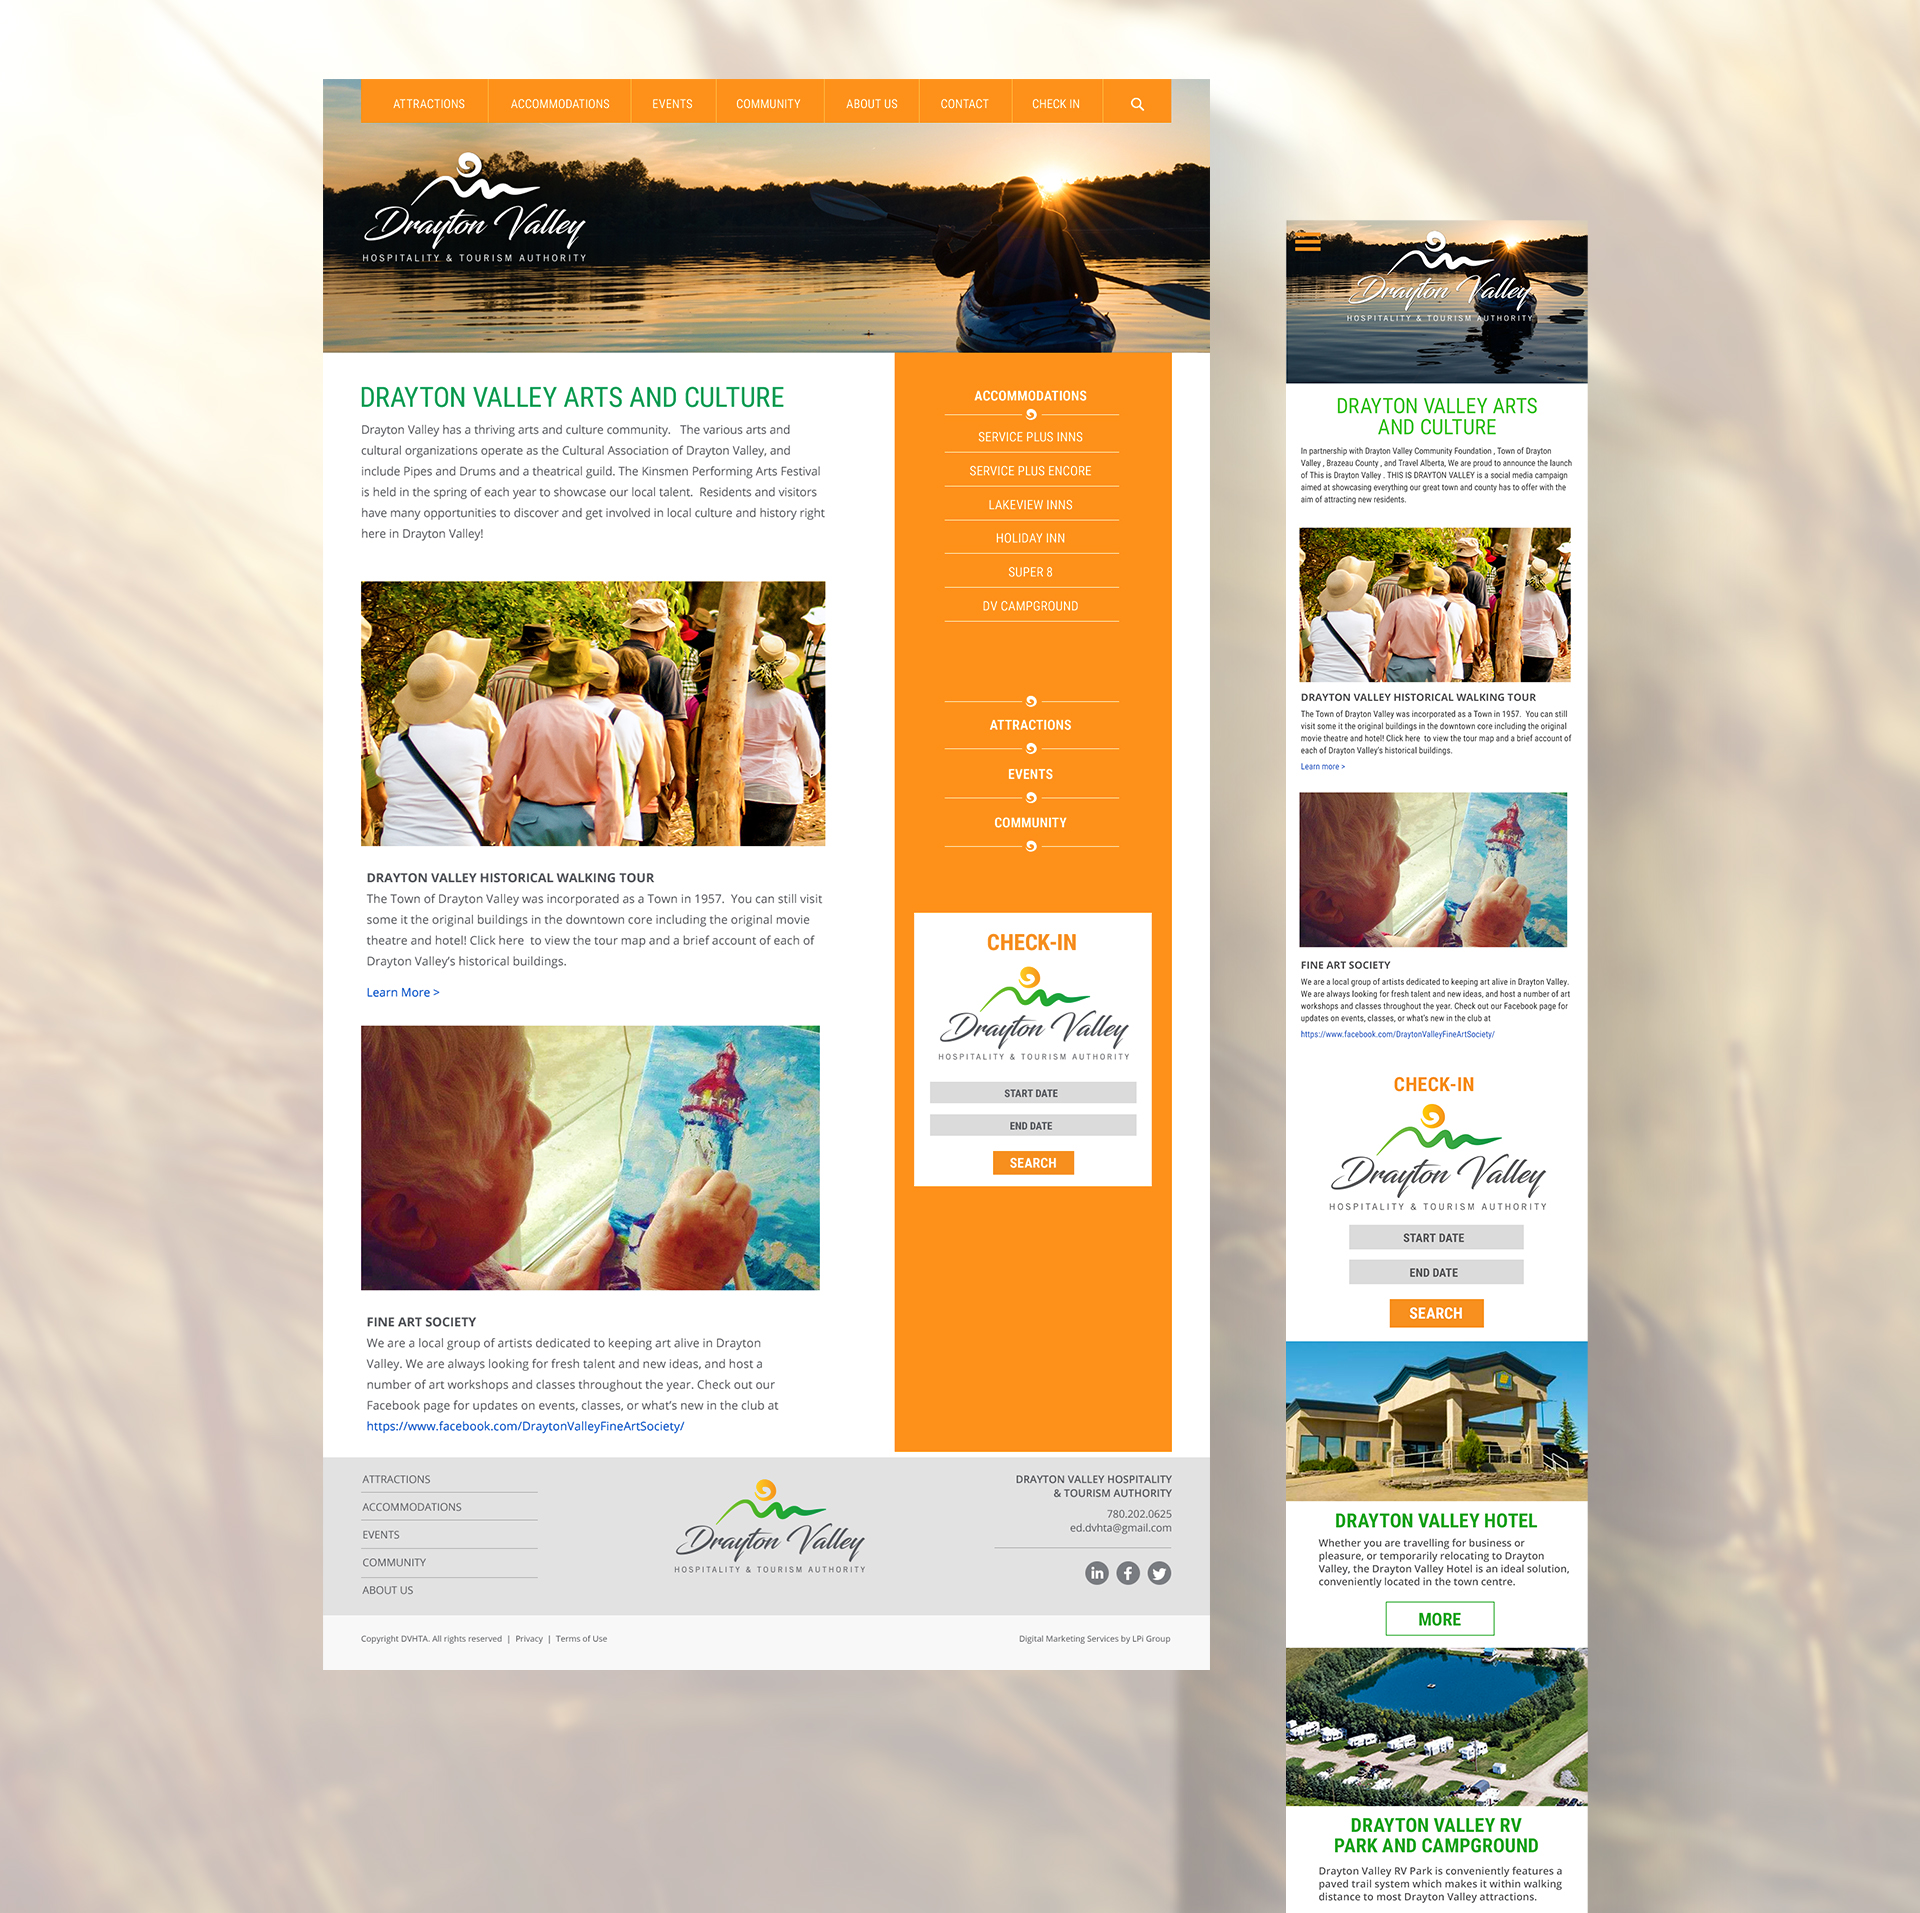 ATTRACTIONS
ACCOMMODATIONS
EVENTS
COMMUNITY
ABOUT US
CONTACT
CHECK IN
Drayton Valley
HOSPITALITY & TOURISM AUTHORITY
DRAYTON VALLEY ARTS AND CULTURE
Drayton Valley has a thriving arts and culture community. The various arts and
cultural organizations operate as the Cultural Association of Drayton Valley, and
include Pipes and Drums and a theatrical guild. The Kinsmen Performing Arts Festival
is held in the spring of each year to showcase our local talent. Residents and visitors
have many opportunities to discover and get involved in local culture and history right
here in Drayton Valley!
DRAYTON VALLEY HISTORICAL WALKING TOUR
The Town of Drayton Valley was incorporated as a Town in 1957. You can still visit
some it the original buildings in the downtown core including the original movie
theatre and hotel! Click here to view the tour map and a brief account of each of
Drayton Valley's historical buildings.
Learn More >
FINE ART SOCIETY
We are a local group of artists dedicated to keeping art alive in Drayton
Valley. We are always looking for fresh talent and new ideas, and host a
number of art workshops and classes throughout the year. Check out our
Facebook page for updates on events, classes, or what's new in the club at
https://www.facebook.com/DraytonValleyFineArtSociety/
ACCOMMODATIONS
SERVICE PLUS INNS
SERVICE PLUS ENCORE
LAKEVIEW INNS
HOLIDAY INN
SUPER 8
DV CAMPGROUND
ATTRACTIONS
EVENTS
COMMUNITY
CHECK-IN
Drayton Valley
HOSPITALITY & TOURISM AUTHORITY
START DATE
END DATE
SEARCH
ATTRACTIONS
ACCOMMODATIONS
EVENTS
COMMUNITY
ABOUT US
Drayton Valley
HOSPITALITY & TOURISM AUTHORITY
DRAYTON VALLEY HOSPITALITY
& TOURISM AUTHORITY
780.202.0625
ed.dvhta@gmail.com
in f
Copyright DVHTA. All rights reserved | Privacy | Terms of Use
Digital Marketing Services by LPi Group
Drayton Valley
HOSPITALITY & TOURISM AUTHORITY
DRAYTON VALLEY ARTS
AND CULTURE
In partnership with Drayton Valley Community Foundation , Town of Drayton
Valley , Brazeau County , and Travel Alberta, We are proud to announce the launch
of This is Drayton Valley . THIS IS DRAYTON VALLEY is a social media campaign
aimed at showcasing everything our great town and county has to offer with the
aim of attracting new residents.
DRAYTON VALLEY HISTORICAL WALKING TOUR
The Town of Drayton Valley was incorporated as a Town in 1957. You can still
visit some it the original buildings in the downtown core including the original
movie theatre and hotel! Click here to view the tour map and a brief account of
each of Drayton Valley's historical buildings.
Learn more >
FINE ART SOCIETY
We are a local group of artists dedicated to keeping art alive in Drayton Valley.
We are always looking for fresh talent and new ideas, and host a number of art
workshops and classes throughout the year. Check out our Facebook page for
updates on events, classes, or what's new in the club at
https://www.facebook.com/DraytonValleyFineArtSociety/
CHECK-IN
Drayton Valley
HOSPITALITY & TOURISM AUTHORITY
START DATE
END DATE
SEARCH
DRAYTON VALLEY HOTEL
Whether you are travelling for business or
pleasure, or temporarily relocating to Drayton
Valley, the Drayton Valley Hotel is an ideal solution,
conveniently located in the town centre.
MORE
DRAYTON VALLEY RV
PARK AND CAMPGROUND
Drayton Valley RV Park is conveniently features a
paved trail system which makes it within walking
distance to most Drayton Valley attractions.